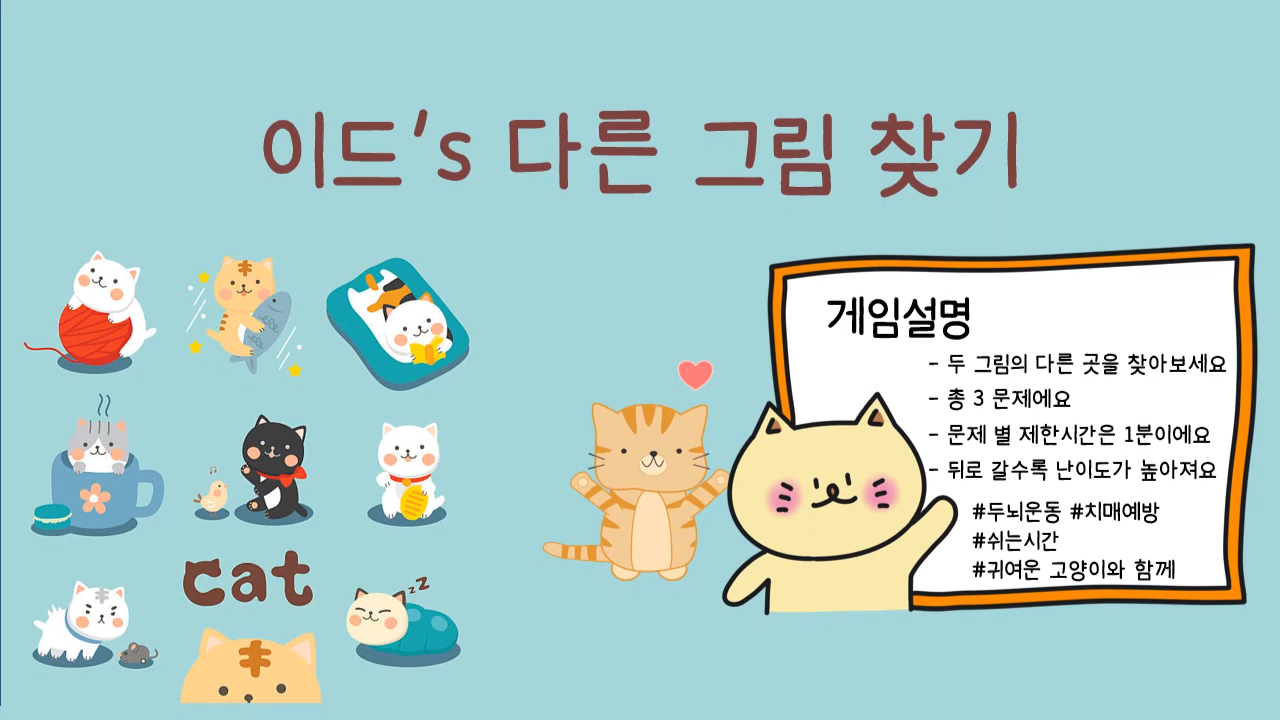 이드's 다른 그림 찾기
게임설명
- 두 그림의 다른 곳을 찾아보세요
- 총 3 문제에요
- 문제 별 제한시간은 1분이에요
- 뒤로 갈수록 난이도가 높아져요
#두뇌운동 #치매예방
#쉬는시간
#귀여운 고양이와 함께
cat
zzZ